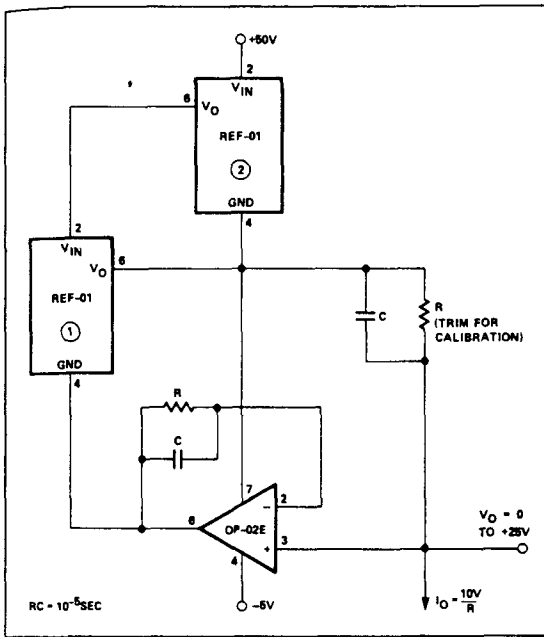 +50V
2
V_IN
6
V_O
REF-01
2
GND
4
2
V_IN
V_O
6
REF-01
1
GND
4
C
R
(TRIM FOR
CALIBRATION)
R
C
7
2
−
6
OP-02E
+
3
4
−5V
V_O = 0
TO +25V
I_O = 10V/R
RC = 10^-5 SEC